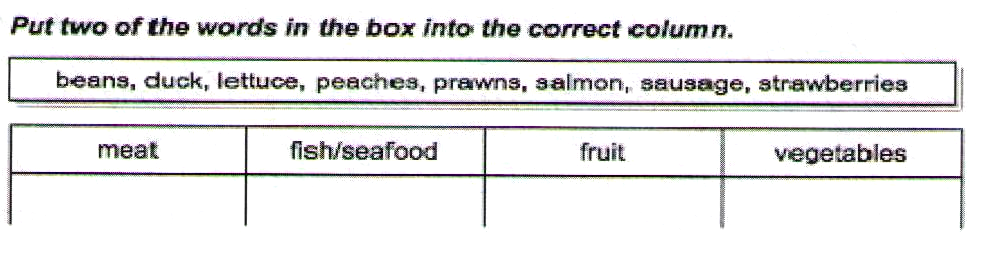 Put two of the words in the box into the correct column.
beans, duck, lettuce, peaches, prawns, salmon, sausage, strawberries
meat fish/seafood fruit vegetables